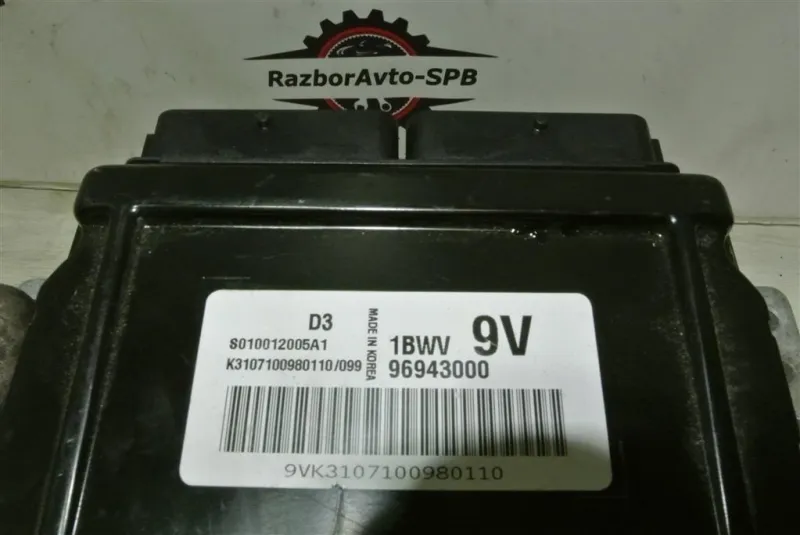 RazborAvto-SPB
D3
S010012005A1
K3107100980110/099
MADE IN KOREA
1BWV 9V
96943000
9VK3107100980110